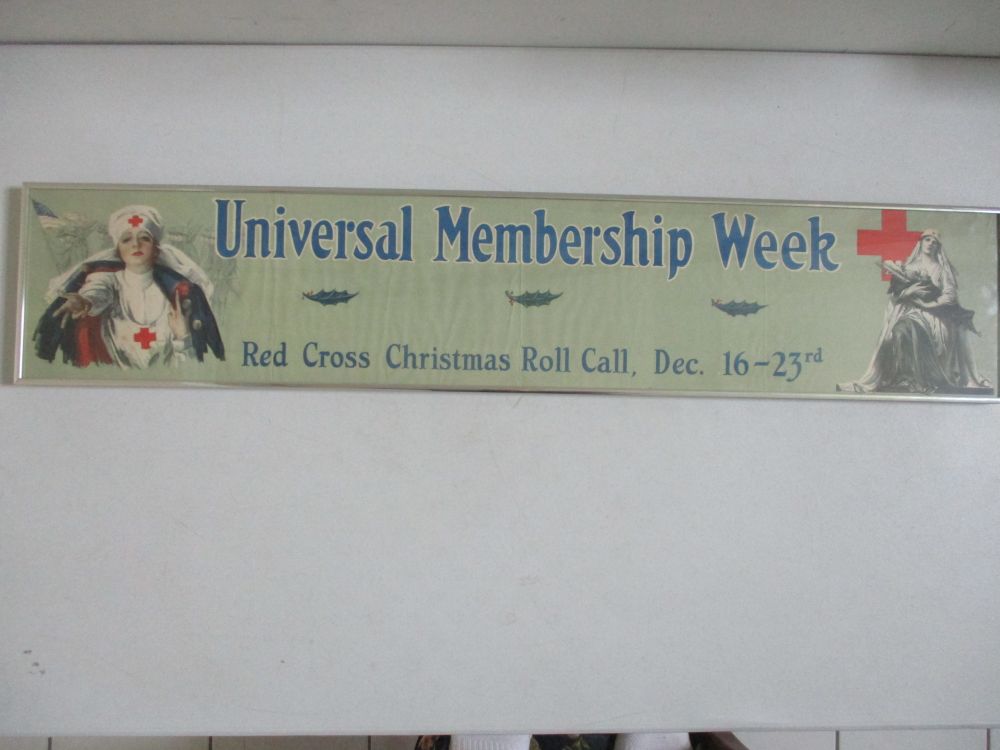 Universal Membership Week
Red Cross Christmas Roll Call, Dec. 16-23rd